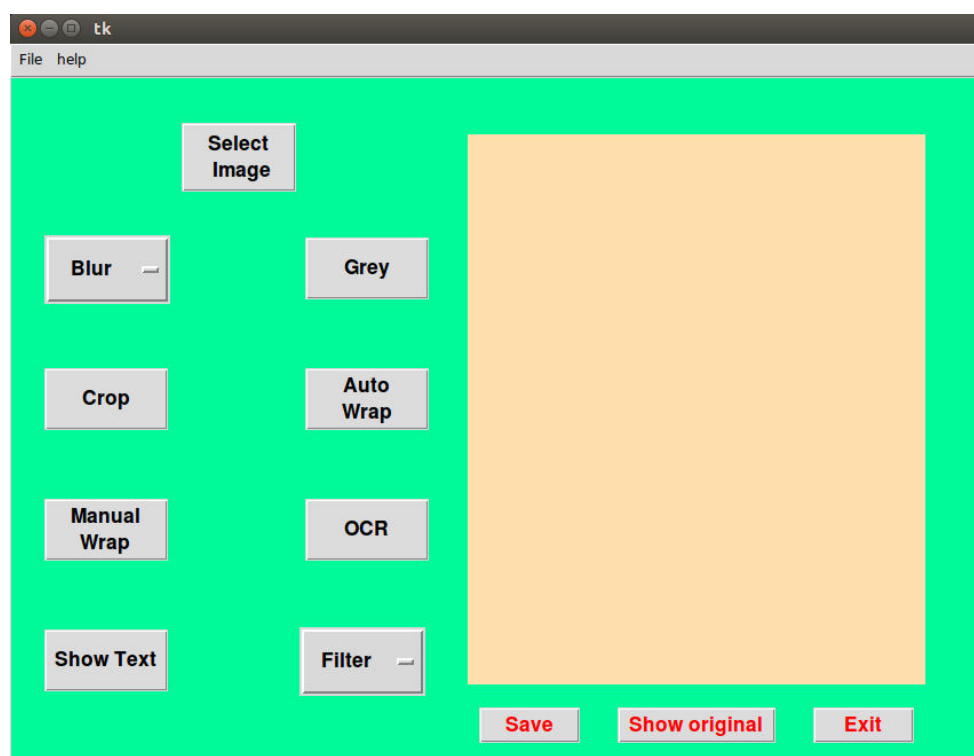 tk
File help
Select
Image
Blur
Grey
Crop
Auto
Wrap
Manual
Wrap
OCR
Show Text
Filter
Save
Show original
Exit